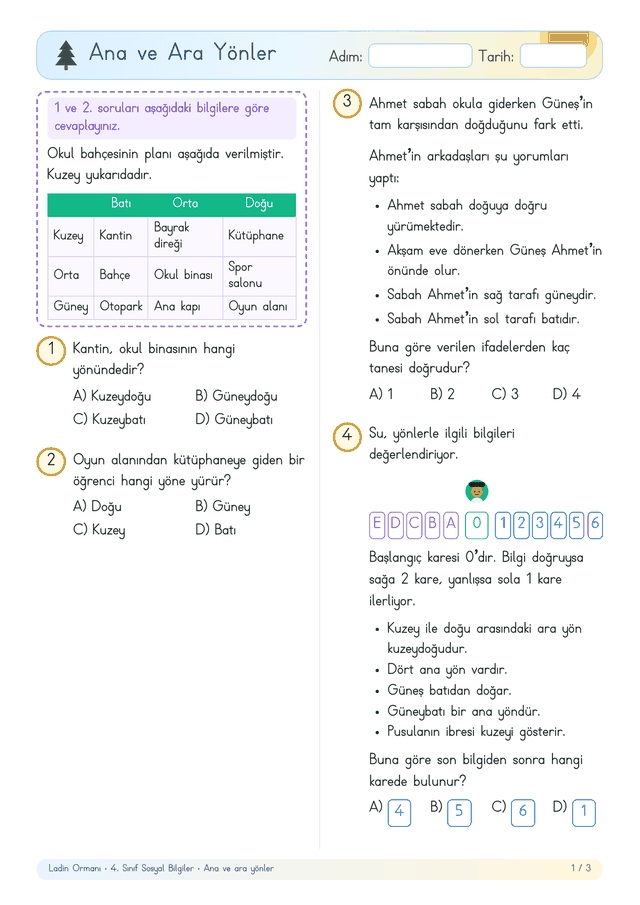 Ana ve Ara Yönler
Adım:
Tarih:
1 ve 2. soruları aşağıdaki bilgilere göre
cevaplayınız.
Okul bahçesinin planı aşağıda verilmiştir.
Kuzey yukarıdadır.
Batı Orta Doğu
Kuzey Kantin Bayrak direği Kütüphane
Orta Bahçe Okul binası Spor salonu
Güney Otopark Ana kapı Oyun alanı
1 Kantin, okul binasının hangi
yönündedir?
A) Kuzeydoğu B) Güneydoğu
C) Kuzeybatı D) Güneybatı
2 Oyun alanından kütüphaneye giden bir
öğrenci hangi yöne yürür?
A) Doğu B) Güney
C) Kuzey D) Batı
3 Ahmet sabah okula giderken Güneş'in
tam karşısından doğduğunu fark etti.
Ahmet'in arkadaşları şu yorumları
yaptı:
• Ahmet sabah doğuya doğru
yürümektedir.
• Akşam eve dönerken Güneş Ahmet'in
önünde olur.
• Sabah Ahmet'in sağ tarafı güneydir.
• Sabah Ahmet'in sol tarafı batıdır.
Buna göre verilen ifadelerden kaç
tanesi doğrudur?
A) 1 B) 2 C) 3 D) 4
4 Su, yönlerle ilgili bilgileri
değerlendiriyor.
E D C B A 0 1 2 3 4 5 6
Başlangıç karesi 0'dır. Bilgi doğruysa
sağa 2 kare, yanlışsa sola 1 kare
ilerliyor.
• Kuzey ile doğu arasındaki ara yön
kuzeydoğudur.
• Dört ana yön vardır.
• Güneş batıdan doğar.
• Güneybatı bir ana yöndür.
• Pusulanın ibresi kuzeyi gösterir.
Buna göre son bilgiden sonra hangi
karede bulunur?
A) 4 B) 5 C) 6 D) 1
Ladin Ormanı • 4. Sınıf Sosyal Bilgiler • Ana ve ara yönler
1 / 3